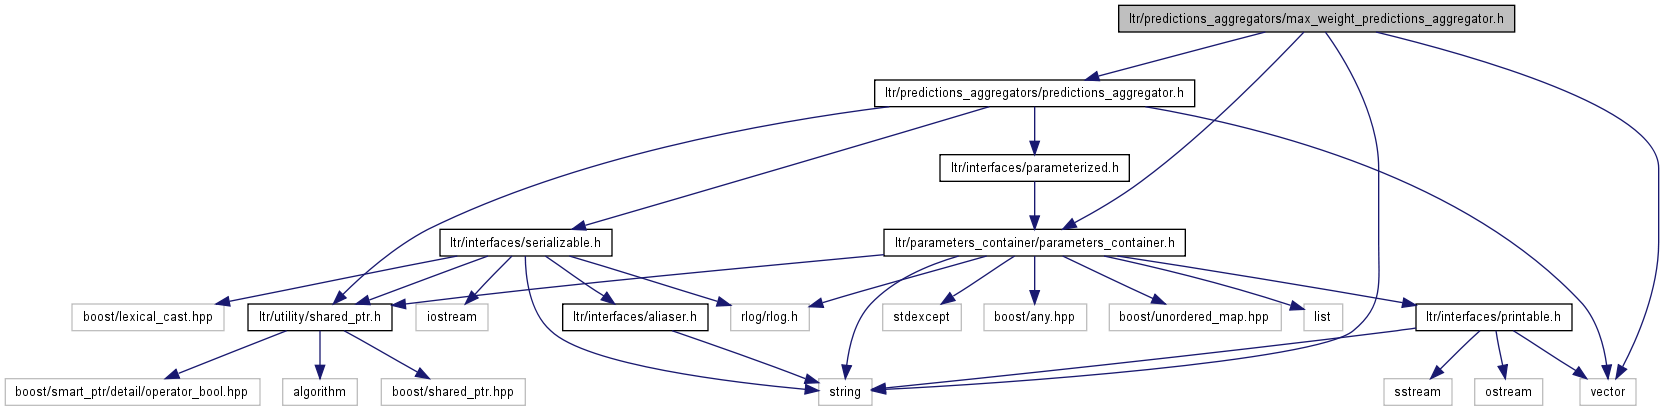 ltr/predictions_aggregators/max_weight_predictions_aggregator.h
ltr/predictions_aggregators/predictions_aggregator.h
ltr/interfaces/parameterized.h
ltr/interfaces/serializable.h
ltr/parameters_container/parameters_container.h
boost/lexical_cast.hpp
ltr/utility/shared_ptr.h
iostream
ltr/interfaces/aliaser.h
rlog/rlog.h
stdexcept
boost/any.hpp
boost/unordered_map.hpp
list
ltr/interfaces/printable.h
boost/smart_ptr/detail/operator_bool.hpp
algorithm
boost/shared_ptr.hpp
string
sstream
ostream
vector